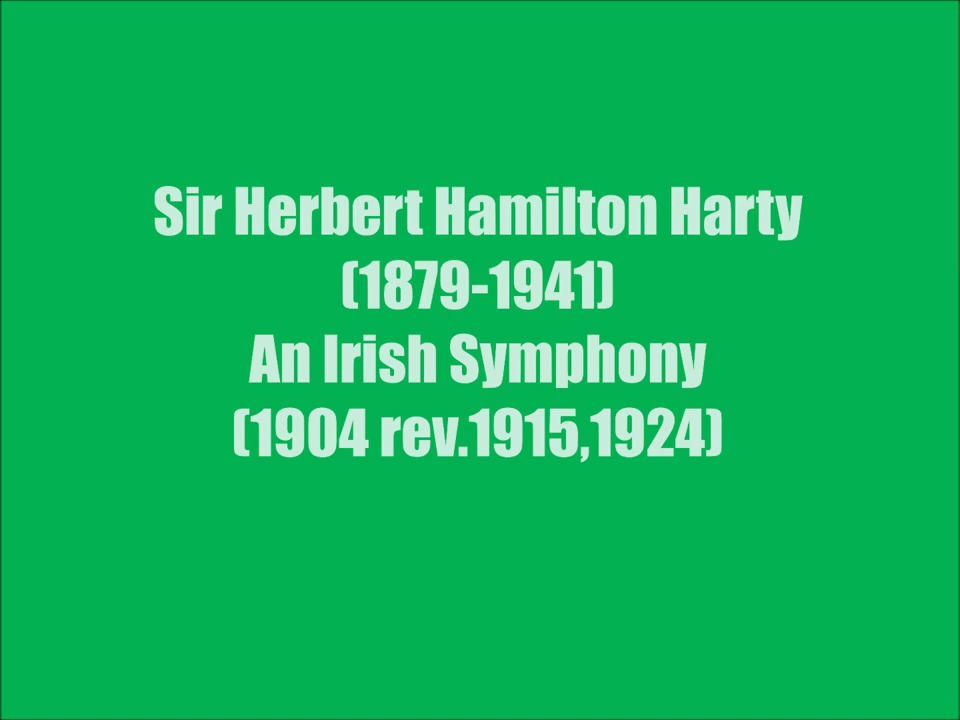 Sir Herbert Hamilton Harty
(1879-1941)
An Irish Symphony
(1904 rev.1915,1924)